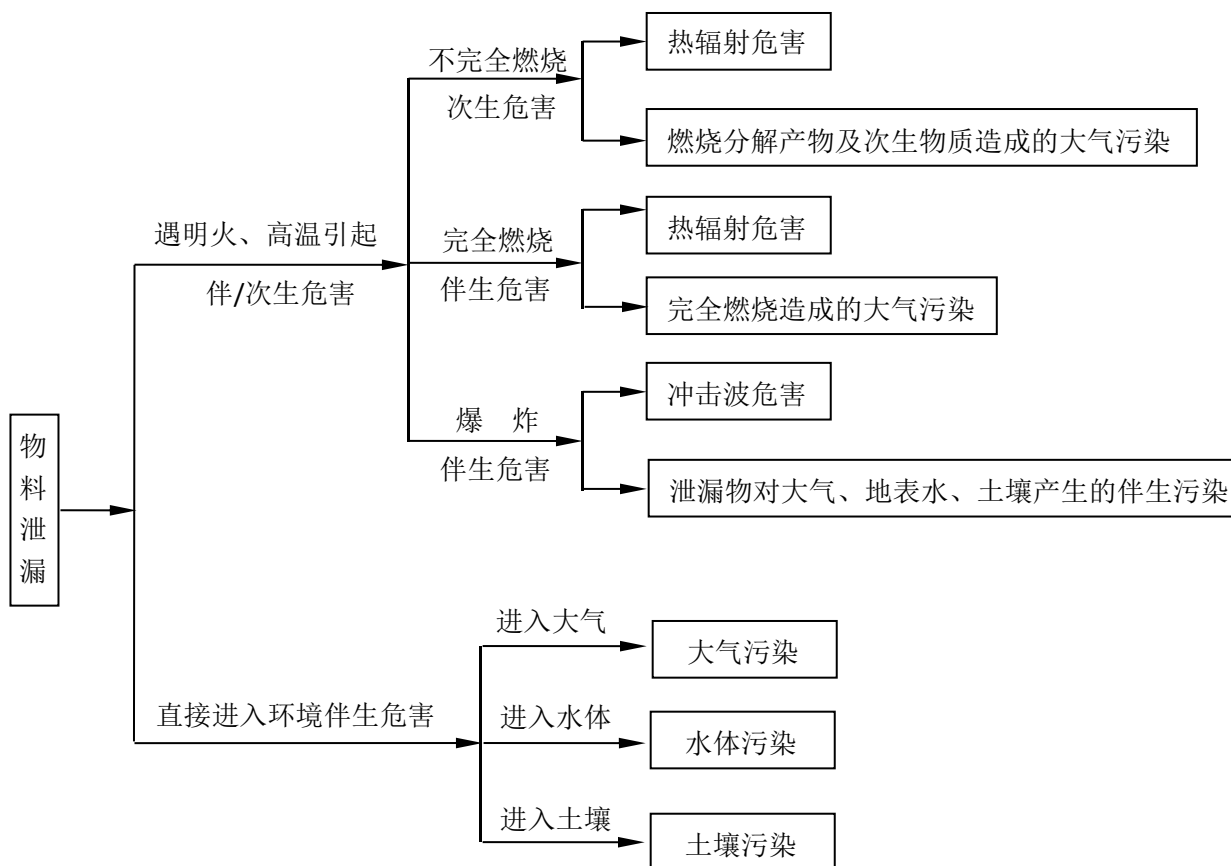 物料泄漏
遇明火、高温引起
伴/次生危害
不完全燃烧
次生危害
热辐射危害
燃烧分解产物及次生物质造成的大气污染
完全燃烧
伴生危害
热辐射危害
完全燃烧造成的大气污染
爆 炸
伴生危害
冲击波危害
泄漏物对大气、地表水、土壤产生的伴生污染
直接进入环境伴生危害
进入大气
大气污染
进入水体
水体污染
进入土壤
土壤污染